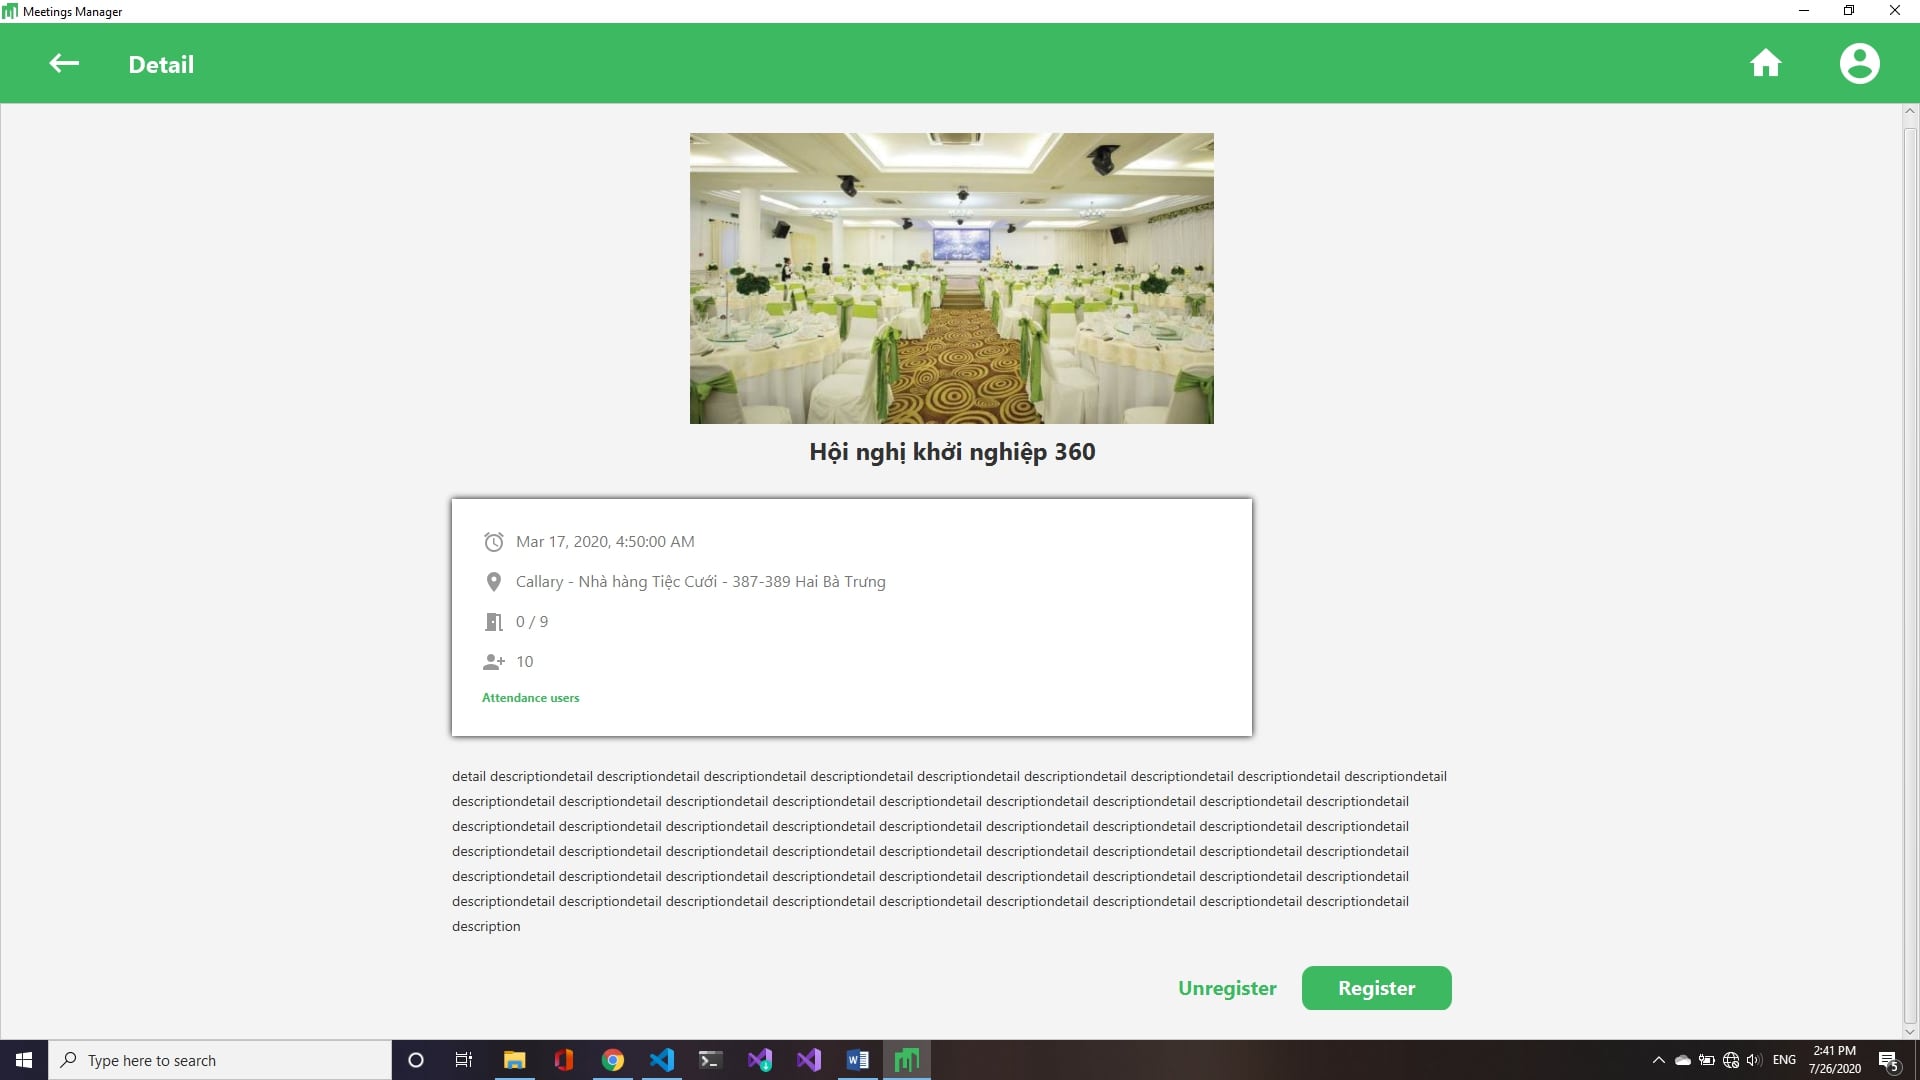 Meetings Manager
Detail
Hội nghị khởi nghiệp 360
Mar 17, 2020, 4:50:00 AM
Callary - Nhà hàng Tiệc Cưới - 387-389 Hai Bà Trưng
0 / 9
10
Attendance users
detail descriptiondetail descriptiondetail descriptiondetail descriptiondetail descriptiondetail descriptiondetail descriptiondetail descriptiondetail descriptiondetail
descriptiondetail descriptiondetail descriptiondetail descriptiondetail descriptiondetail descriptiondetail descriptiondetail descriptiondetail descriptiondetail
descriptiondetail descriptiondetail descriptiondetail descriptiondetail descriptiondetail descriptiondetail descriptiondetail descriptiondetail descriptiondetail
descriptiondetail descriptiondetail descriptiondetail descriptiondetail descriptiondetail descriptiondetail descriptiondetail descriptiondetail descriptiondetail
descriptiondetail descriptiondetail descriptiondetail descriptiondetail descriptiondetail descriptiondetail descriptiondetail descriptiondetail descriptiondetail
descriptiondetail descriptiondetail descriptiondetail descriptiondetail descriptiondetail descriptiondetail descriptiondetail descriptiondetail descriptiondetail
description
Unregister Register
Type here to search
ENG
2:41 PM
7/26/2020
5